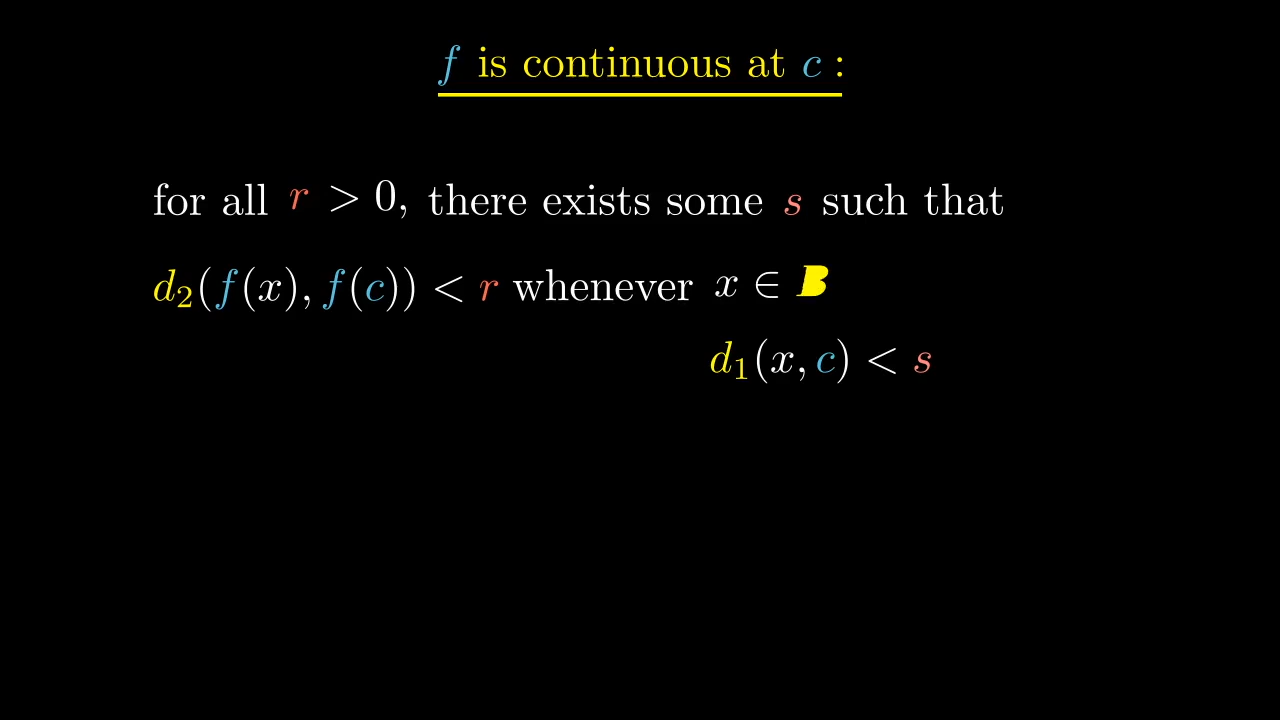 f is continuous at c :
for all r > 0, there exists some s such that
d₂(f(x), f(c)) < r whenever x ∈ B
d₁(x, c) < s